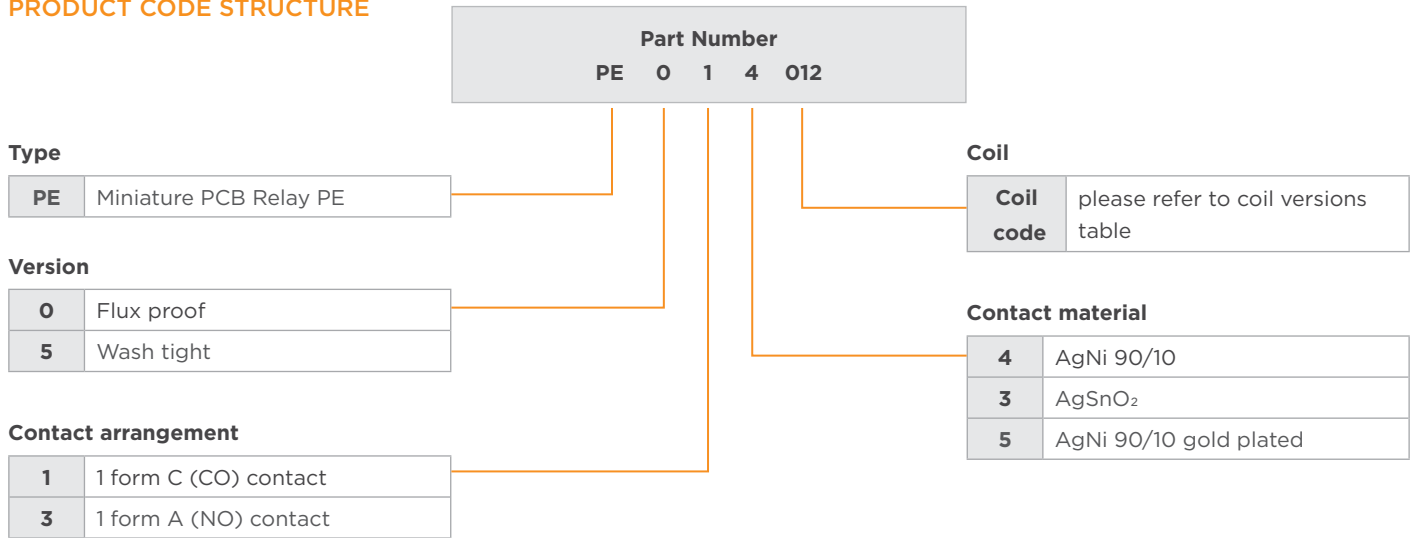 PRODUCT CODE STRUCTURE
Part Number
PE 0 1 4 012
Type
PE Miniature PCB Relay PE
Version
0 Flux proof
5 Wash tight
Contact arrangement
1 1 form C (CO) contact
3 1 form A (NO) contact
Coil
Coil code please refer to coil versions
table
Contact material
4 AgNi 90/10
3 AgSnO₂
5 AgNi 90/10 gold plated